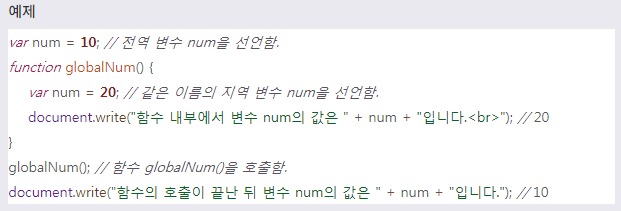 예제
var num = 10; // 전역 변수 num을 선언함.
function globalNum() {
var num = 20; // 같은 이름의 지역 변수 num을 선언함.
document.write("함수 내부에서 변수 num의 값은 " + num + "입니다.<br>"); // 20
}
globalNum(); // 함수 globalNum()을 호출함.
document.write("함수의 호출이 끝난 뒤 변수 num의 값은 " + num + "입니다."); // 10